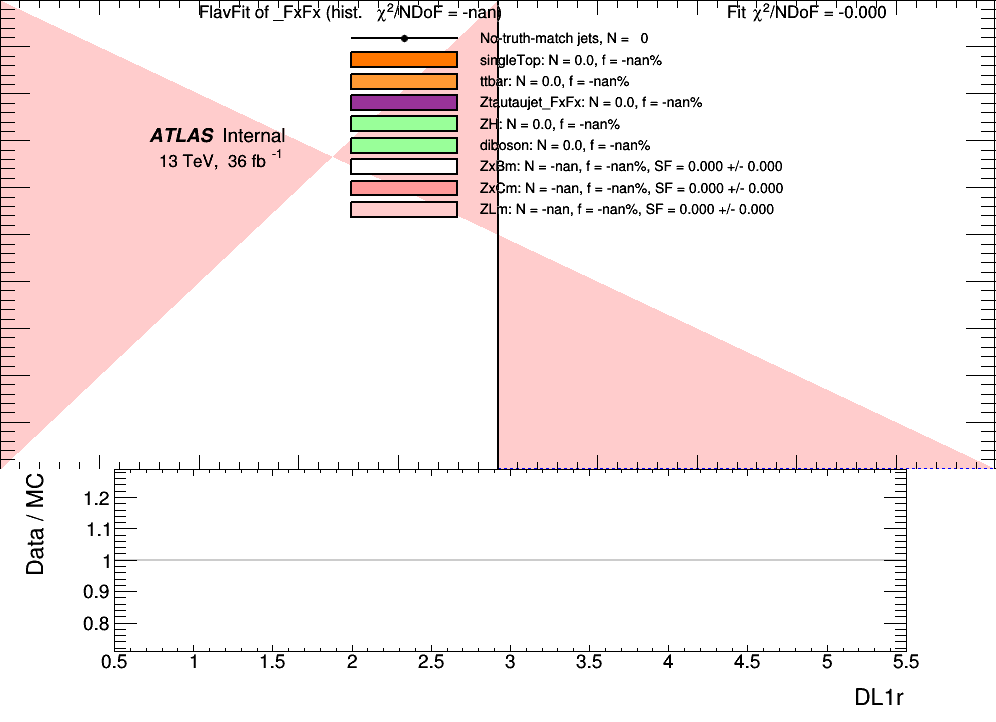 FlavFit of _FxFx (hist. χ²/NDoF = -nan)
Fit χ²/NDoF = -0.000
No-truth-match jets, N = 0
singleTop: N = 0.0, f = -nan%
ttbar: N = 0.0, f = -nan%
Ztautaujet_FxFx: N = 0.0, f = -nan%
ZH: N = 0.0, f = -nan%
diboson: N = 0.0, f = -nan%
ZxBm: N = -nan, f = -nan%, SF = 0.000 +/- 0.000
ZxCm: N = -nan, f = -nan%, SF = 0.000 +/- 0.000
ZLm: N = -nan, f = -nan%, SF = 0.000 +/- 0.000
ATLAS Internal
13 TeV, 36 fb⁻¹
Data / MC
1.2
1.1
1
0.9
0.8
0.5 1 1.5 2 2.5 3 3.5 4 4.5 5 5.5
DL1r